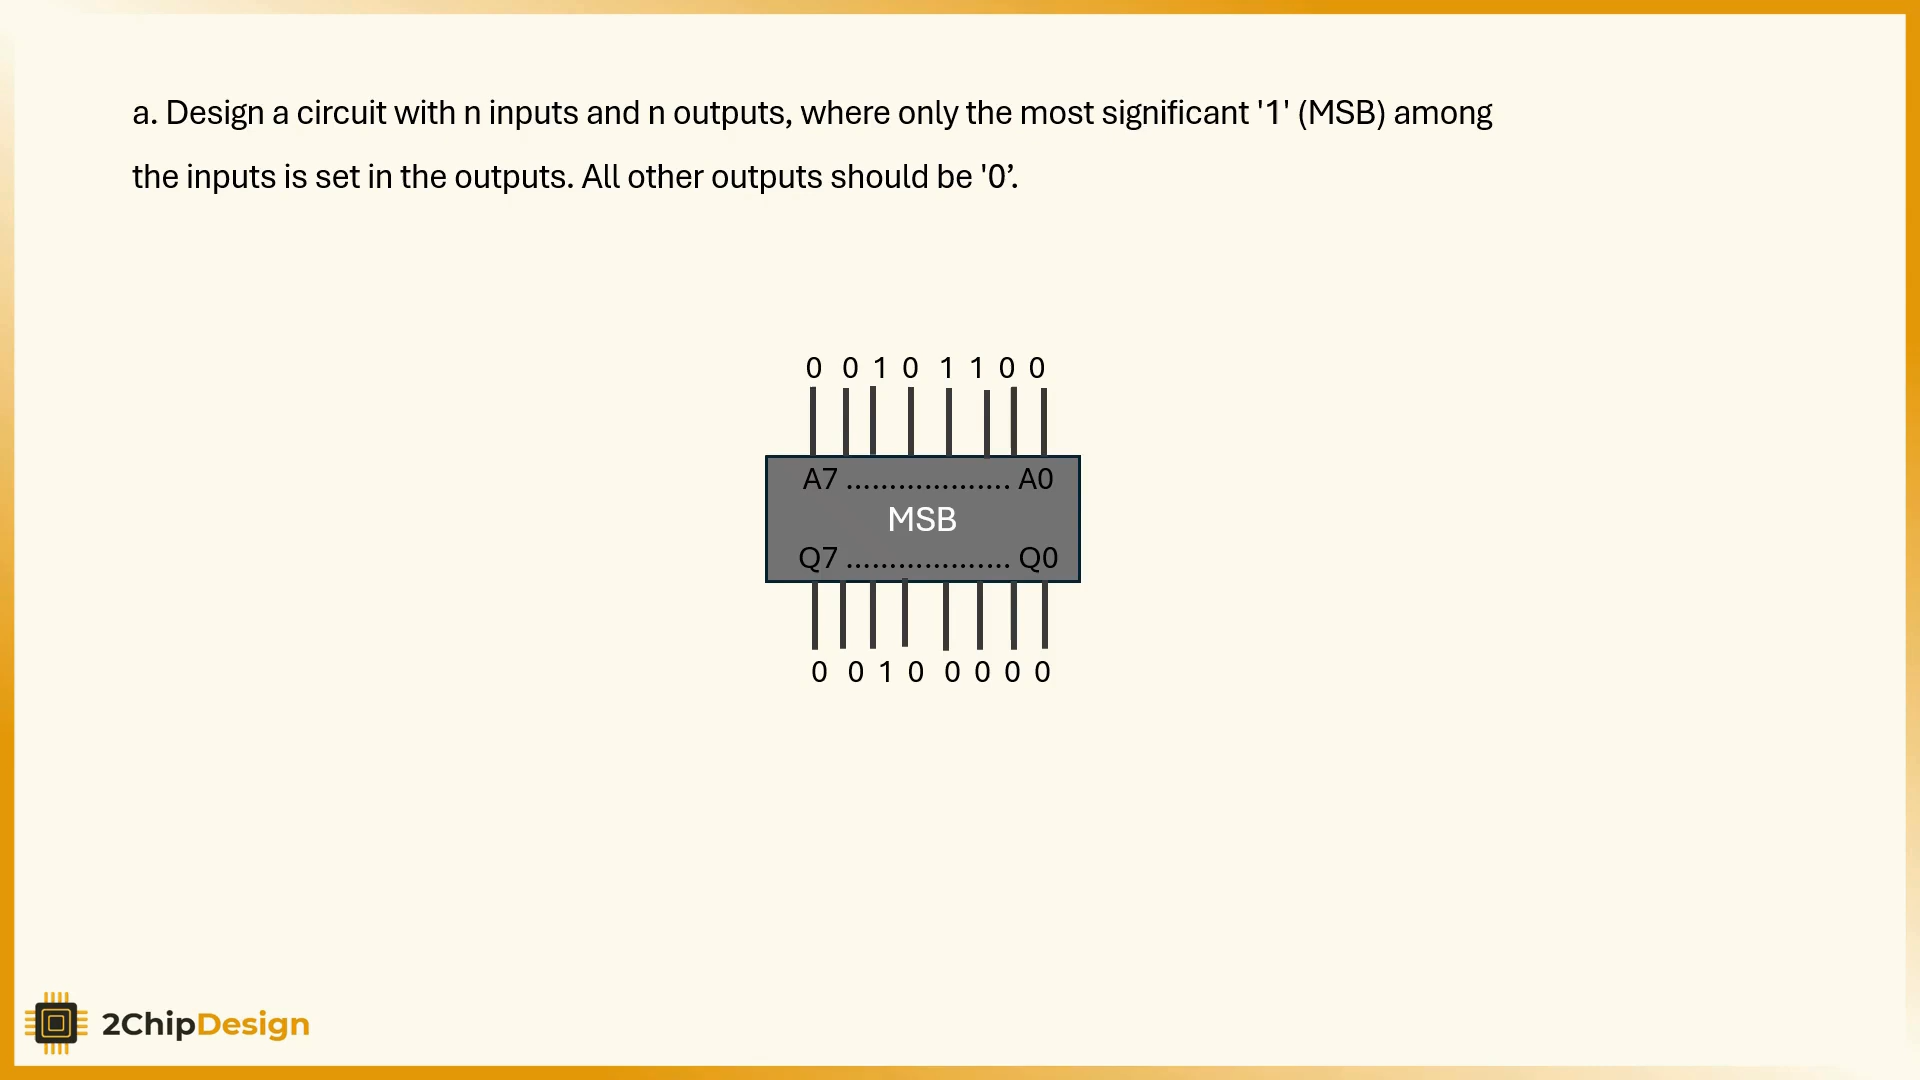 a. Design a circuit with n inputs and n outputs, where only the most significant '1' (MSB) among
the inputs is set in the outputs. All other outputs should be '0’.
0 0 1 0 1 1 0 0
A7 ................... A0
MSB
Q7 ................... Q0
0 0 1 0 0 0 0 0
2ChipDesign